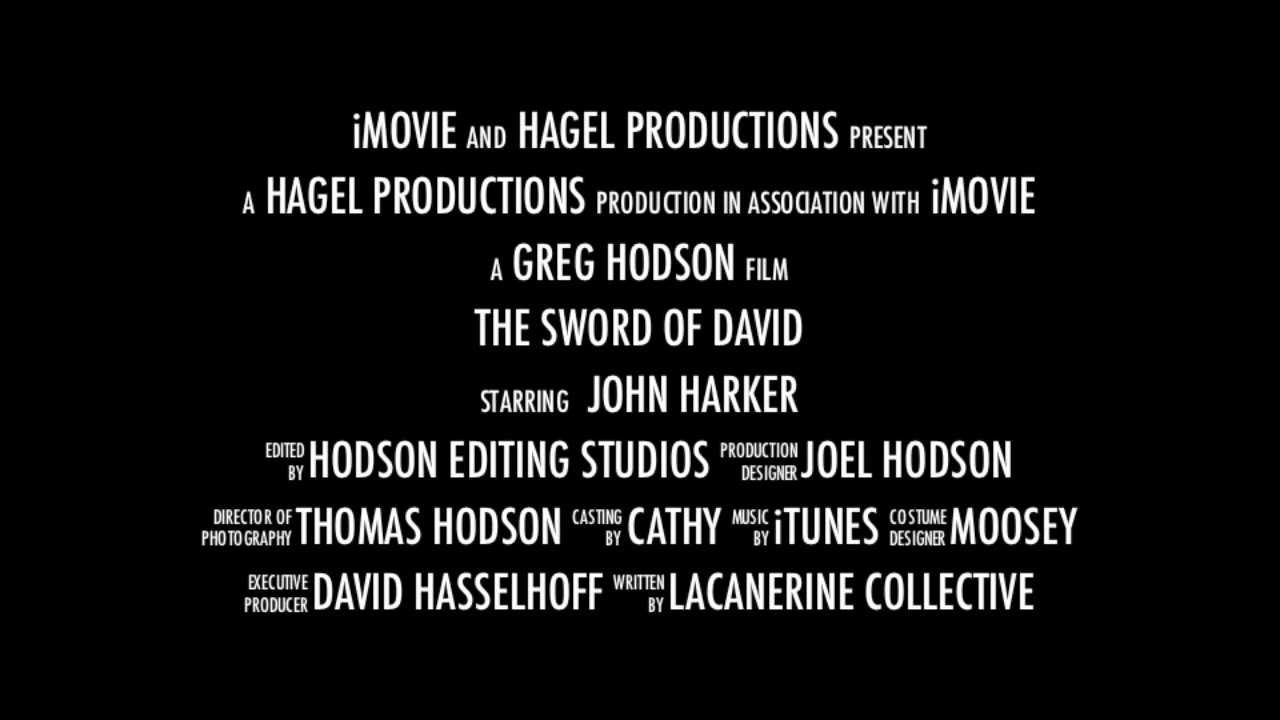 iMOVIE AND HAGEL PRODUCTIONS PRESENT
A HAGEL PRODUCTIONS PRODUCTION IN ASSOCIATION WITH iMOVIE
A GREG HODSON FILM
THE SWORD OF DAVID
STARRING JOHN HARKER
EDITED BY HODSON EDITING STUDIOS PRODUCTION DESIGNER JOEL HODSON
DIRECTOR OF PHOTOGRAPHY THOMAS HODSON CASTING BY CATHY MUSIC BY iTUNES COSTUME DESIGNER MOOSEY
EXECUTIVE PRODUCER DAVID HASSELHOFF WRITTEN BY LACANERINE COLLECTIVE